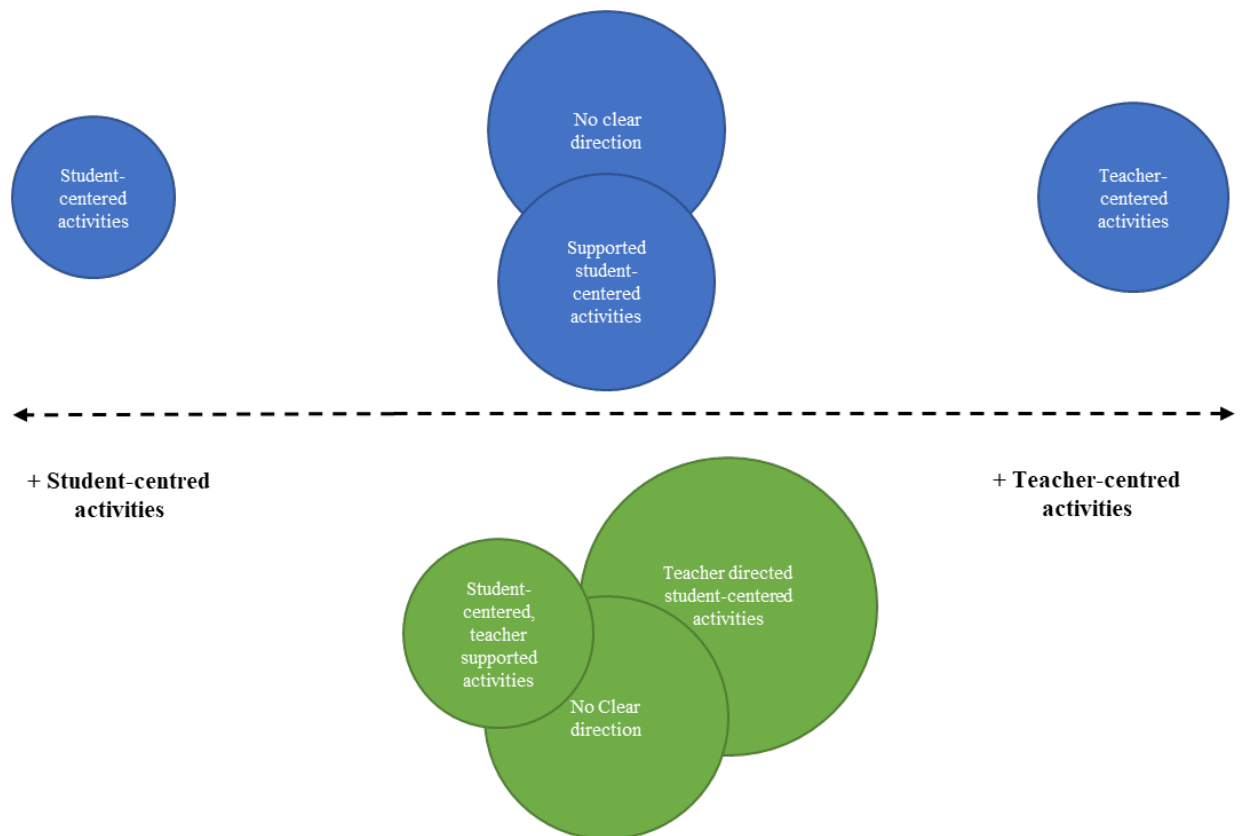 No clear
direction
Student-
centered
activities
Teacher-
centered
activities
Supported
student-
centered
activities
+ Student-centred
activities
+ Teacher-centred
activities
Teacher directed
student-centered
activities
Student-
centered,
teacher
supported
activities
No Clear
direction